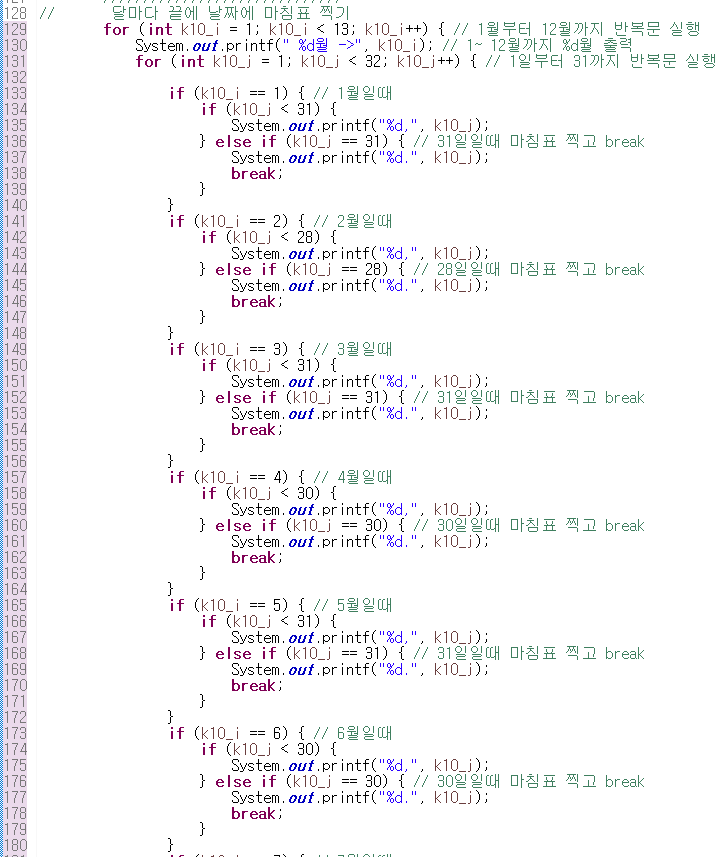 128 // 달마다 끝에 날짜에 마침표 찍기
129 for (int k10_i = 1; k10_i < 13; k10_i++) { // 1월부터 12월까지 반복문 실행
130 System.out.printf(" %d월 ->", k10_i); // 1~ 12월까지 %d월 출력
131 for (int k10_j = 1; k10_j < 32; k10_j++) { // 1일부터 31까지 반복문 실행
132
133 if (k10_i == 1) { // 1월일때
134 if (k10_j < 31) {
135 System.out.printf("%d,", k10_j);
136 } else if (k10_j == 31) { // 31일일때 마침표 찍고 break
137 System.out.printf("%d.", k10_j);
138 break;
139 }
140 }
141 if (k10_i == 2) { // 2월일때
142 if (k10_j < 28) {
143 System.out.printf("%d,", k10_j);
144 } else if (k10_j == 28) { // 28일일때 마침표 찍고 break
145 System.out.printf("%d.", k10_j);
146 break;
147 }
148 }
149 if (k10_i == 3) { // 3월일때
150 if (k10_j < 31) {
151 System.out.printf("%d,", k10_j);
152 } else if (k10_j == 31) { // 31일일때 마침표 찍고 break
153 System.out.printf("%d.", k10_j);
154 break;
155 }
156 }
157 if (k10_i == 4) { // 4월일때
158 if (k10_j < 30) {
159 System.out.printf("%d,", k10_j);
160 } else if (k10_j == 30) { // 30일일때 마침표 찍고 break
161 System.out.printf("%d.", k10_j);
162 break;
163 }
164 }
165 if (k10_i == 5) { // 5월일때
166 if (k10_j < 31) {
167 System.out.printf("%d,", k10_j);
168 } else if (k10_j == 31) { // 31일일때 마침표 찍고 break
169 System.out.printf("%d.", k10_j);
170 break;
171 }
172 }
173 if (k10_i == 6) { // 6월일때
174 if (k10_j < 30) {
175 System.out.printf("%d,", k10_j);
176 } else if (k10_j == 30) { // 30일일때 마침표 찍고 break
177 System.out.printf("%d.", k10_j);
178 break;
179 }
180 }